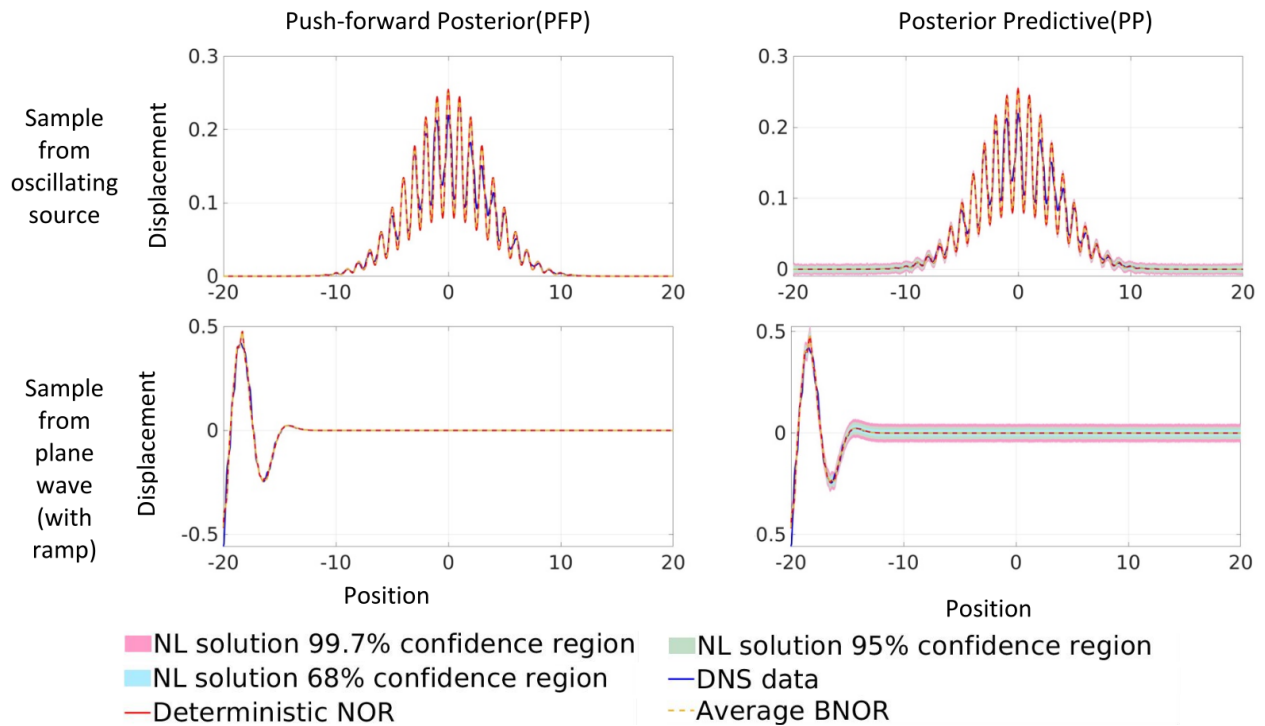 Push-forward Posterior(PFP)
Posterior Predictive(PP)
Sample
from
oscillating
source
Displacement
0.3
0.2
0.1
0
-20
-10
0
10
20
0.3
0.2
0.1
0
-20
-10
0
10
20
Sample
from
plane
wave
(with
ramp)
Displacement
0.5
0
-0.5
-20
-10
0
10
20
Position
0.5
0
0.5
-20
-10
0
10
20
Position
NL solution 99.7% confidence region
NL solution 95% confidence region
NL solution 68% confidence region
DNS data
Deterministic NOR
Average BNOR